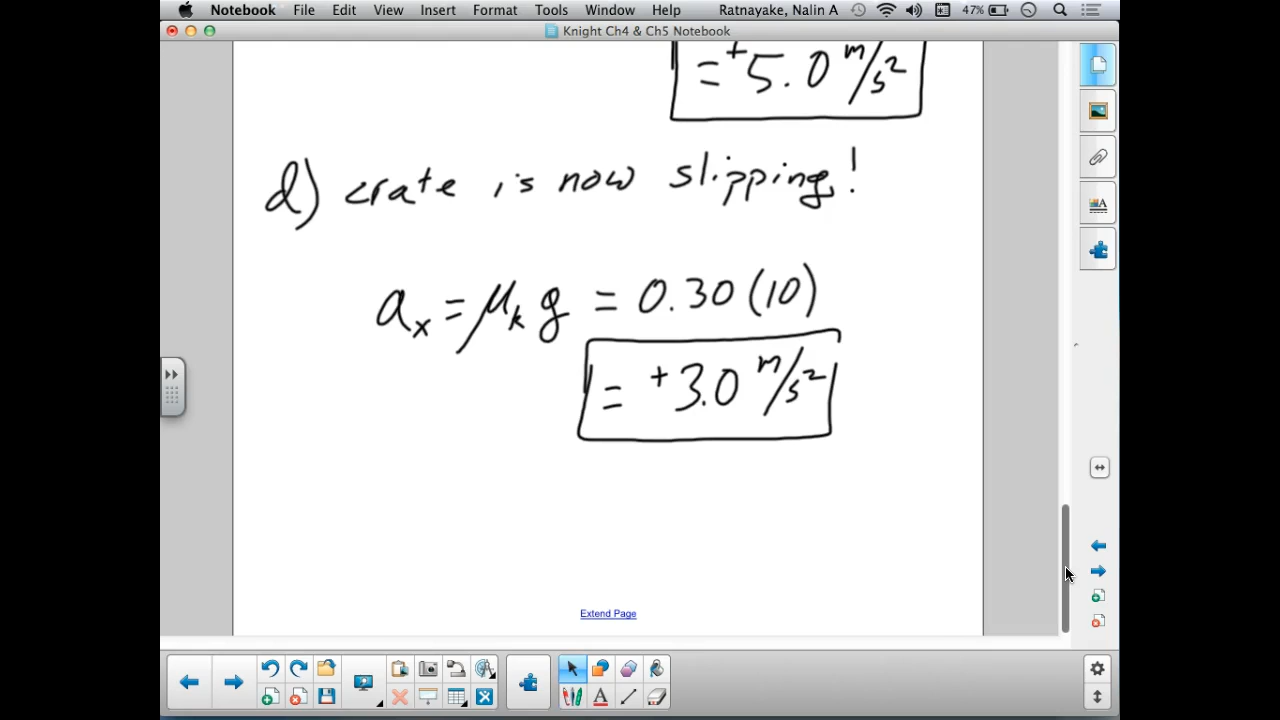 Notebook File Edit View Insert Format Tools Window Help Ratnayake, Nalin A 47%
Knight Ch4 & Ch5 Notebook
= +5.0 m/s²
d) crate is now slipping!
aₓ = μₖ g = 0.30 (10)
= +3.0 m/s²
Extend Page